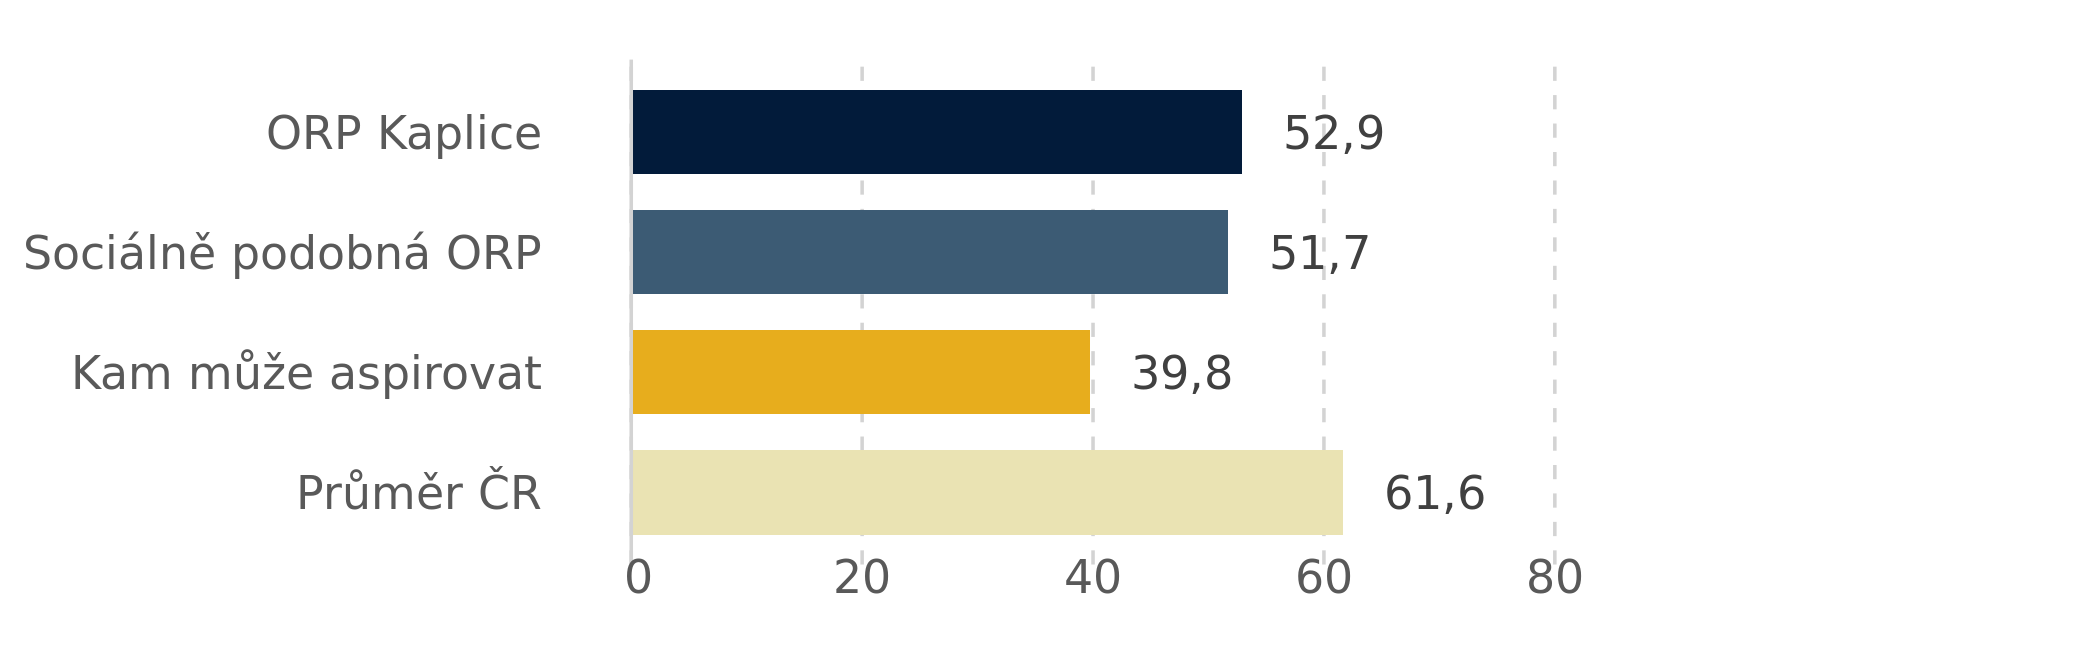 ORP Kaplice 52,9
Sociálně podobná ORP 51,7
Kam může aspirovat 39,8
Průměr ČR 61,6
0 20 40 60 80